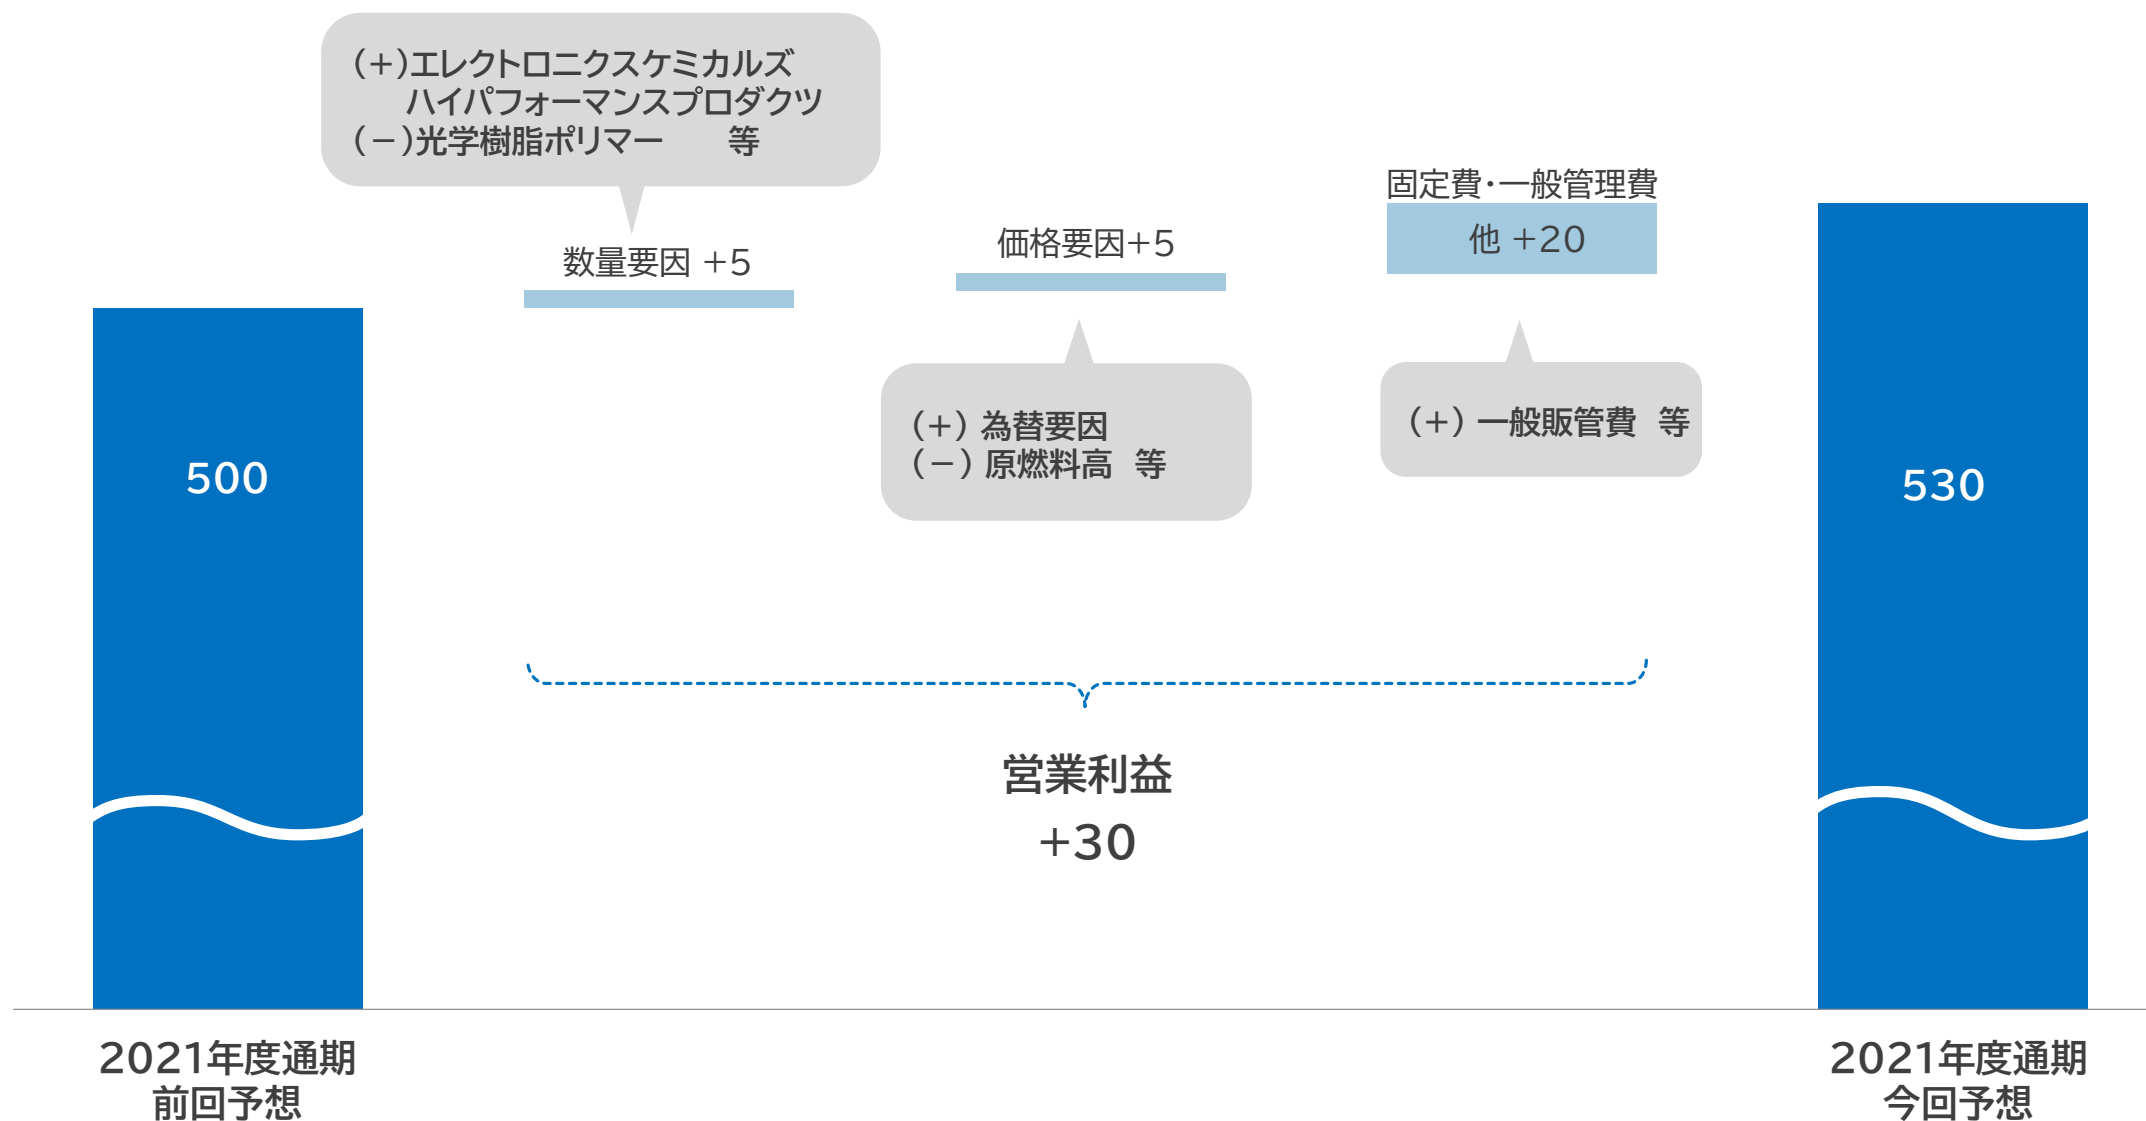 (+)エレクトロニクスケミカルズ
ハイパフォーマンスプロダクツ
(-)光学樹脂ポリマー 等
数量要因 +5
価格要因+5
固定費・一般管理費
他 +20
500
(+) 為替要因
(-) 原燃料高 等
(+) 一般販管費 等
530
営業利益
+30
2021年度通期
前回予想
2021年度通期
今回予想